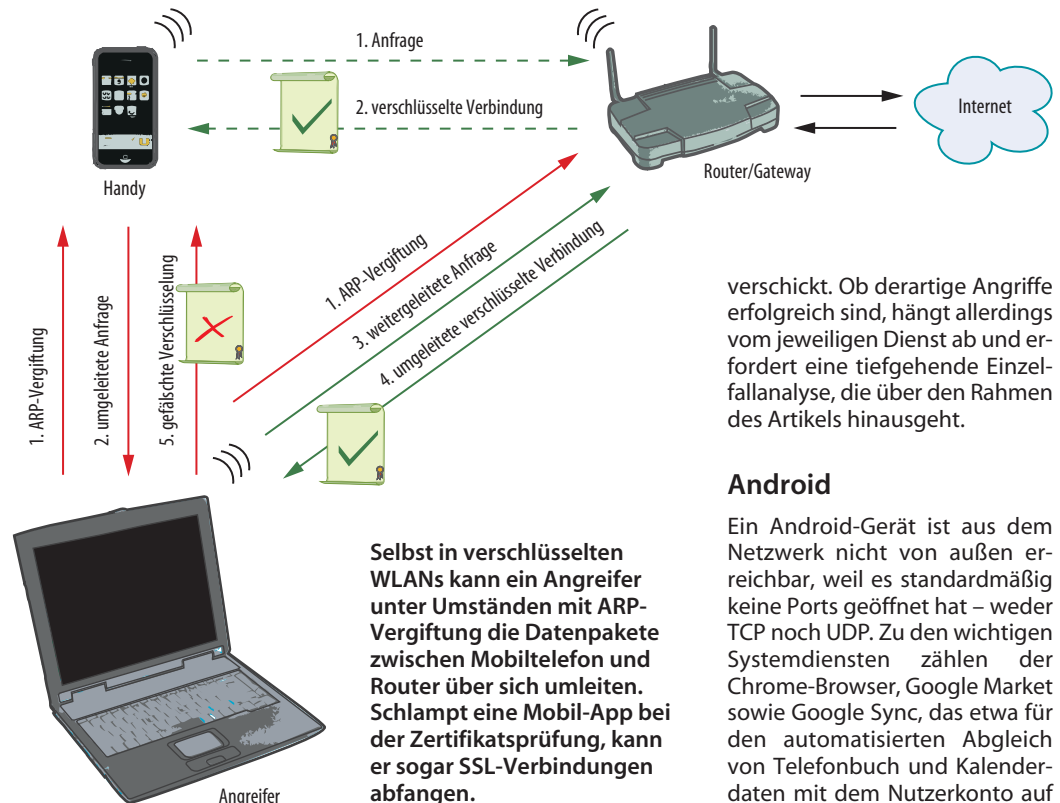 1. Anfrage
2. verschlüsselte Verbindung
Handy
Router/Gateway
Internet
1. ARP-Vergiftung
2. umgeleitete Anfrage
5. gefälschte Verschlüsselung
1. ARP-Vergiftung
3. weitergeleitete Anfrage
4. umgeleitete verschlüsselte Verbindung
Angreifer
Selbst in verschlüsselten
WLANs kann ein Angreifer
unter Umständen mit ARP-
Vergiftung die Datenpakete
zwischen Mobiltelefon und
Router über sich umleiten.
Schlampt eine Mobil-App bei
der Zertifikatsprüfung, kann
er sogar SSL-Verbindungen
abfangen.
verschickt. Ob derartige Angriffe
erfolgreich sind, hängt allerdings
vom jeweiligen Dienst ab und er-
fordert eine tiefgehende Einzel-
fallanalyse, die über den Rahmen
des Artikels hinausgeht.
Android
Ein Android-Gerät ist aus dem
Netzwerk nicht von außen er-
reichbar, weil es standardmäßig
keine Ports geöffnet hat – weder
TCP noch UDP. Zu den wichtigen
Systemdiensten zählen der
Chrome-Browser, Google Market
sowie Google Sync, das etwa für
den automatisierten Abgleich
von Telefonbuch und Kalender-
daten mit dem Nutzerkonto auf